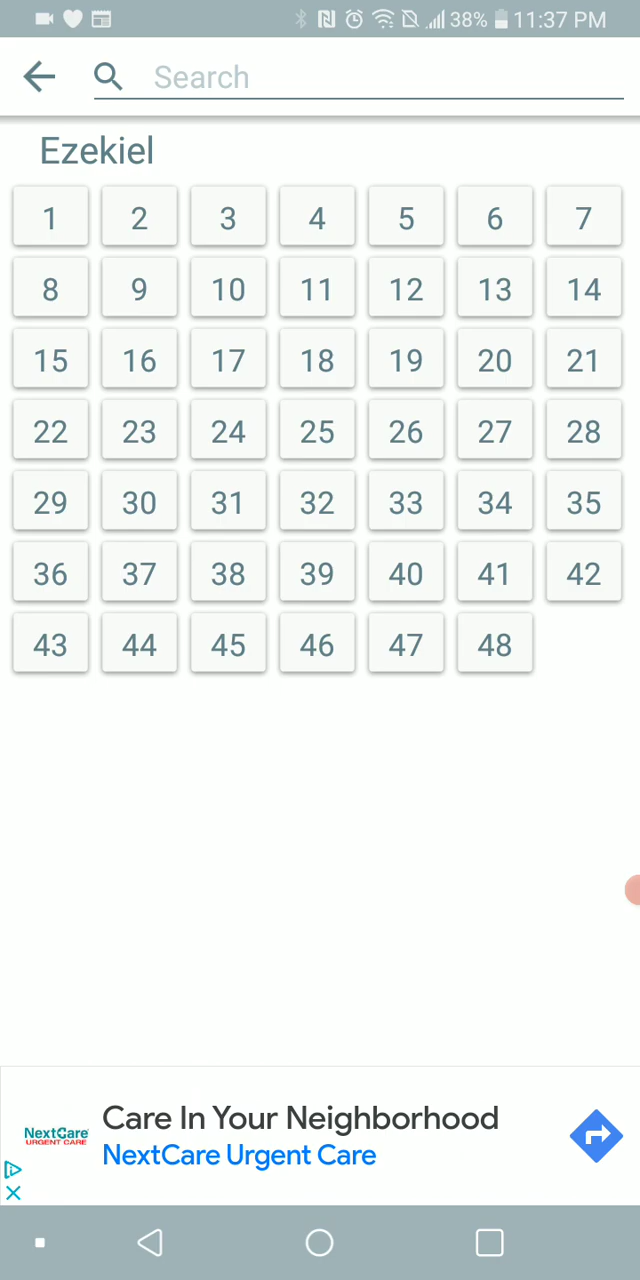 38% 11:37 PM
Search
Ezekiel
1 2 3 4 5 6 7
8 9 10 11 12 13 14
15 16 17 18 19 20 21
22 23 24 25 26 27 28
29 30 31 32 33 34 35
36 37 38 39 40 41 42
43 44 45 46 47 48
Care In Your Neighborhood
NextCare
URGENT CARE
NextCare Urgent Care